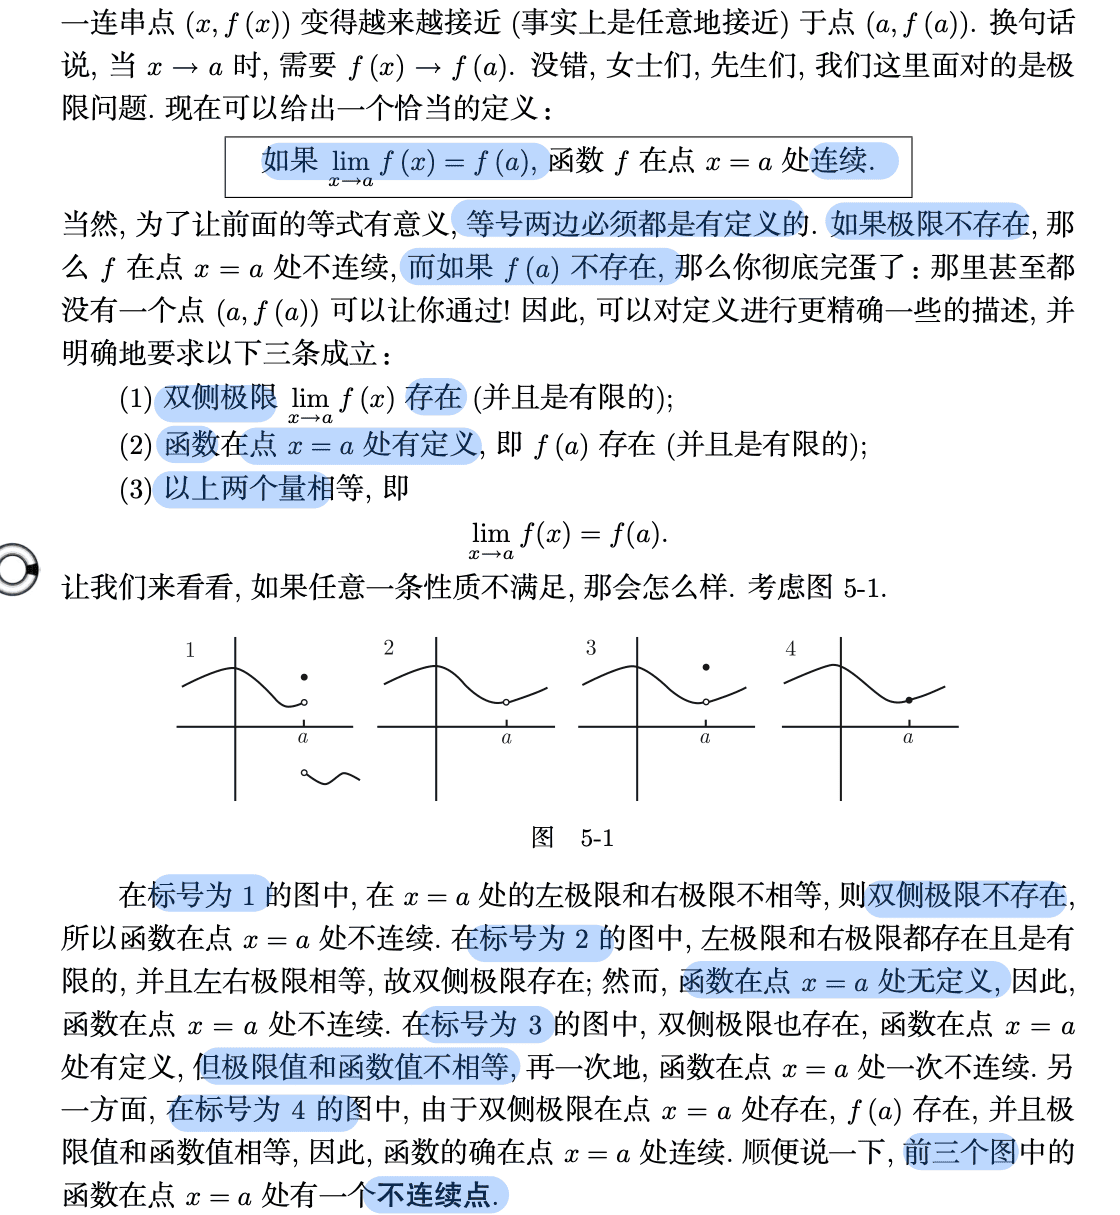 一连串点 (x, f (x)) 变得越来越接近 (事实上是任意地接近) 于点 (a, f (a)). 换句话
说, 当 x → a 时, 需要 f (x) → f (a). 没错, 女士们, 先生们, 我们这里面对的是极
限问题. 现在可以给出一个恰当的定义:
如果 lim x→a f (x) = f (a), 函数 f 在点 x = a 处连续.
当然, 为了让前面的等式有意义, 等号两边必须都是有定义的. 如果极限不存在, 那
么 f 在点 x = a 处不连续, 而如果 f (a) 不存在, 那么你彻底完蛋了: 那里甚至都
没有一个点 (a, f (a)) 可以让你通过! 因此, 可以对定义进行更精确一些的描述, 并
明确地要求以下三条成立:
(1) 双侧极限 lim x→a f (x) 存在 (并且是有限的);
(2) 函数在点 x = a 处有定义, 即 f (a) 存在 (并且是有限的);
(3) 以上两个量相等, 即
lim x→a f(x) = f(a).
让我们来看看, 如果任意一条性质不满足, 那会怎么样. 考虑图 5-1.
1 2 3 4
a a a a
图 5-1
在标号为 1 的图中, 在 x = a 处的左极限和右极限不相等, 则双侧极限不存在,
所以函数在点 x = a 处不连续. 在标号为 2 的图中, 左极限和右极限都存在且是有
限的, 并且左右极限相等, 故双侧极限存在; 然而, 函数在点 x = a 处无定义, 因此,
函数在点 x = a 处不连续. 在标号为 3 的图中, 双侧极限也存在, 函数在点 x = a
处有定义, 但极限值和函数值不相等, 再一次地, 函数在点 x = a 处一次不连续. 另
一方面, 在标号为 4 的图中, 由于双侧极限在点 x = a 处存在, f (a) 存在, 并且极
限值和函数值相等, 因此, 函数的确在点 x = a 处连续. 顺便说一下, 前三个图中的
函数在点 x = a 处有一个不连续点.